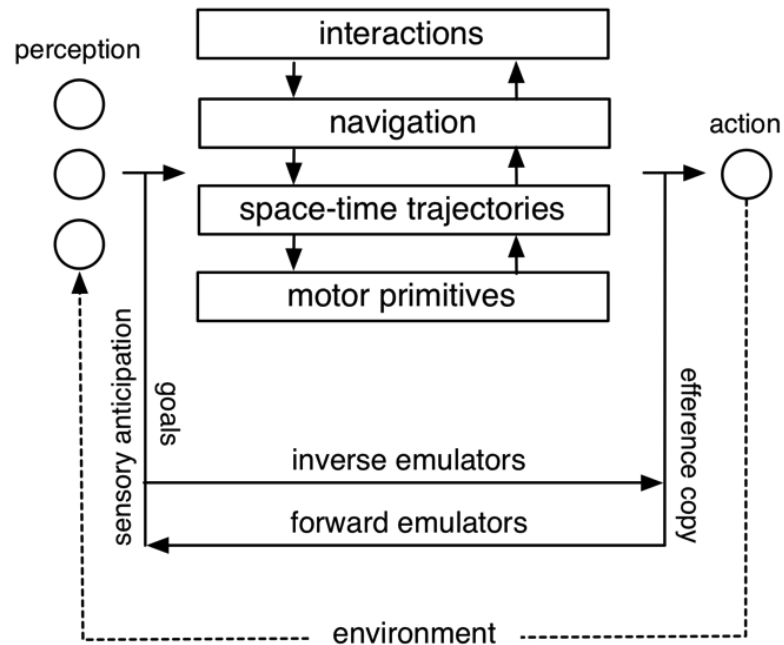 interactions
perception
navigation
action
space-time trajectories
motor primitives
sensory anticipation
goals
efference copy
inverse emulators
forward emulators
environment